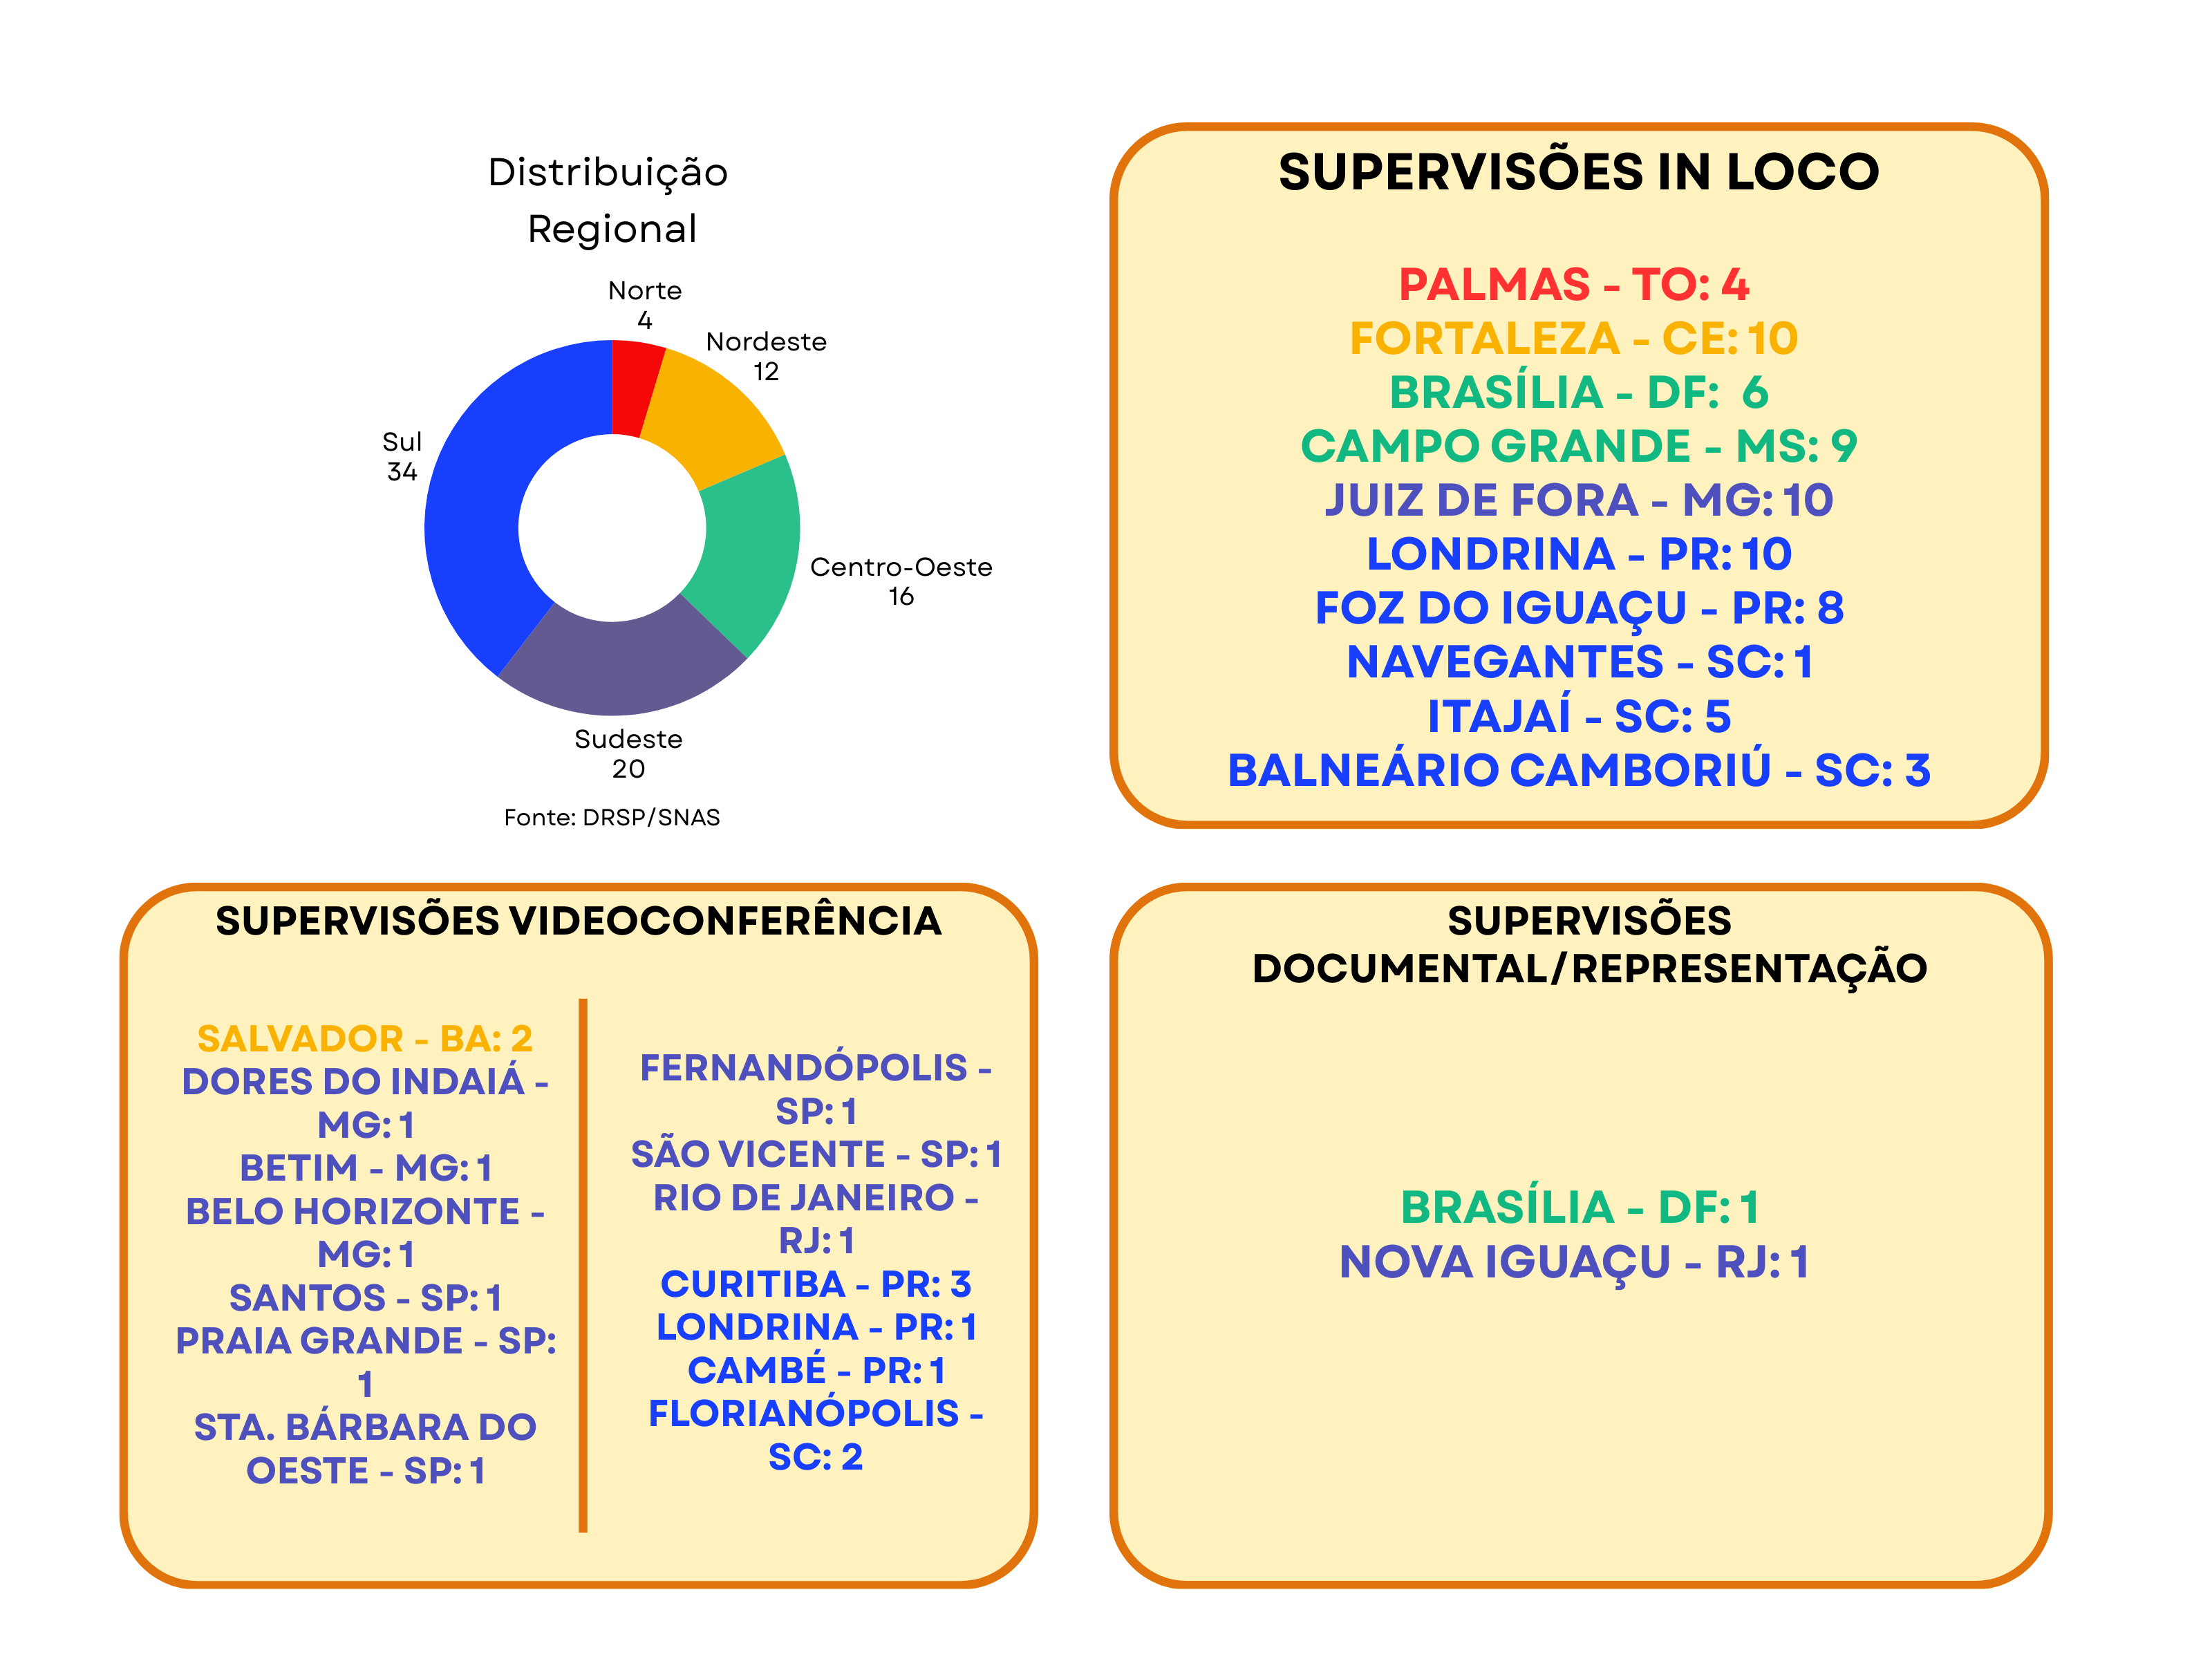 Distribuição
Regional
Norte
4
Nordeste
12
Sul
34
Centro-Oeste
16
Sudeste
20
Fonte: DRSP/SNAS
SUPERVISÕES IN LOCO
PALMAS - TO: 4
FORTALEZA - CE: 10
BRASÍLIA - DF: 6
CAMPO GRANDE - MS: 9
JUIZ DE FORA - MG: 10
LONDRINA - PR: 10
FOZ DO IGUAÇU - PR: 8
NAVEGANTES - SC: 1
ITAJAÍ - SC: 5
BALNEÁRIO CAMBORIÚ - SC: 3
SUPERVISÕES VIDEOCONFERÊNCIA
SALVADOR - BA: 2
DORES DO INDAIÁ -
MG: 1
BETIM - MG: 1
BELO HORIZONTE -
MG: 1
SANTOS - SP: 1
PRAIA GRANDE - SP:
1
STA. BÁRBARA DO
OESTE - SP: 1
FERNANDÓPOLIS -
SP: 1
SÃO VICENTE - SP: 1
RIO DE JANEIRO -
RJ: 1
CURITIBA - PR: 3
LONDRINA - PR: 1
CAMBÉ - PR: 1
FLORIANÓPOLIS -
SC: 2
SUPERVISÕES
DOCUMENTAL/REPRESENTAÇÃO
BRASÍLIA - DF: 1
NOVA IGUAÇU - RJ: 1